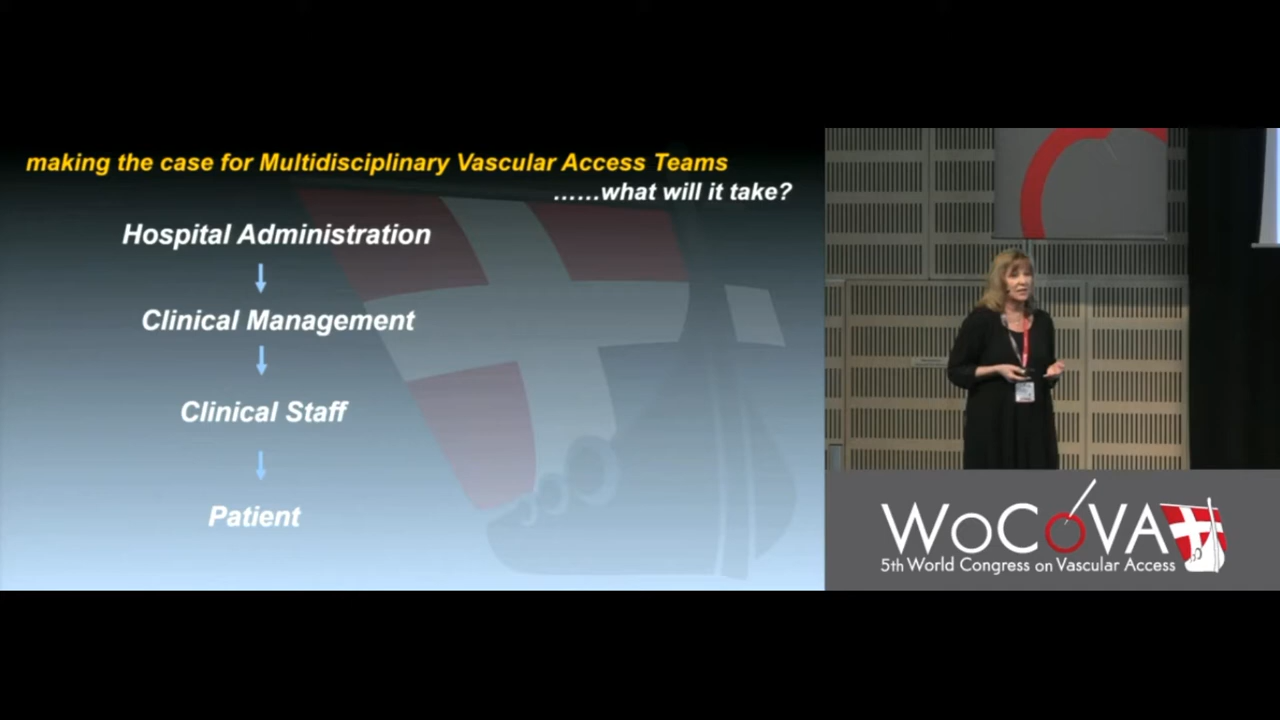 making the case for Multidisciplinary Vascular Access Teams
......what will it take?
Hospital Administration
Clinical Management
Clinical Staff
Patient
WoCoVA
5th World Congress on Vascular Access